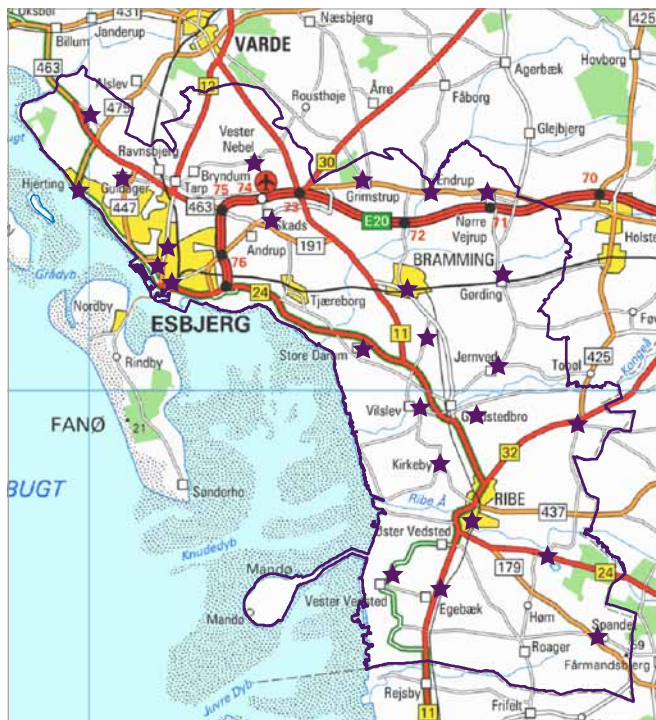 Oksbøl
431
Næsbjerg
425
Billum
Janderup
VARDE
Hovborg
463
Alslev
12
Agerbæk
475
Rousthøje
Årre
Fåborg
Vester
Nebel
Glejbjerg
Ravnsbjerg
30
Hjerting
Guldager
Bryndum
Tarp
75
74
Grimstrup
Endrup
70
447
463
73
E20
Nørre
Vejrup
71
Skads
191
72
Holste
Andrup
76
BRAMMING
Grådyb
Nordby
24
Tjæreborg
Gørding
ESBJERG
11
Rindby
Store Darum
Jernved
Tobøl
425
Kongeå
FANØ
21
Vilslev
Gredstedbro
32
Kirkeby
BUGT
Sønderho
Ribe Å
RIBE
437
Knudedyb
Øster Vedsted
Mandø
179
24
Vester Vedsted
Egebæk
Mandø
Høm
Spandet
69
Roager
Fårmandsbjerg
Juvre Dyb
Rejsby
Frifelt
11